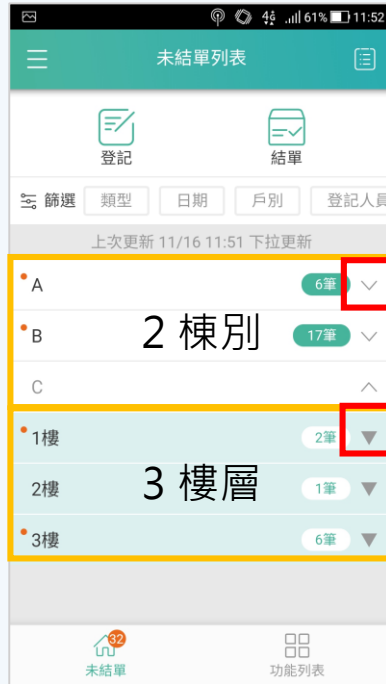 4G 61% 11:52
未結單列表
登記 結單
篩選 類型 日期 戶別 登記人員
上次更新 11/16 11:51 下拉更新
A 6筆
B 2 棟別 17筆
C
1樓 2筆
2樓 3 樓層 1筆
3樓 6筆
32
未結單 功能列表